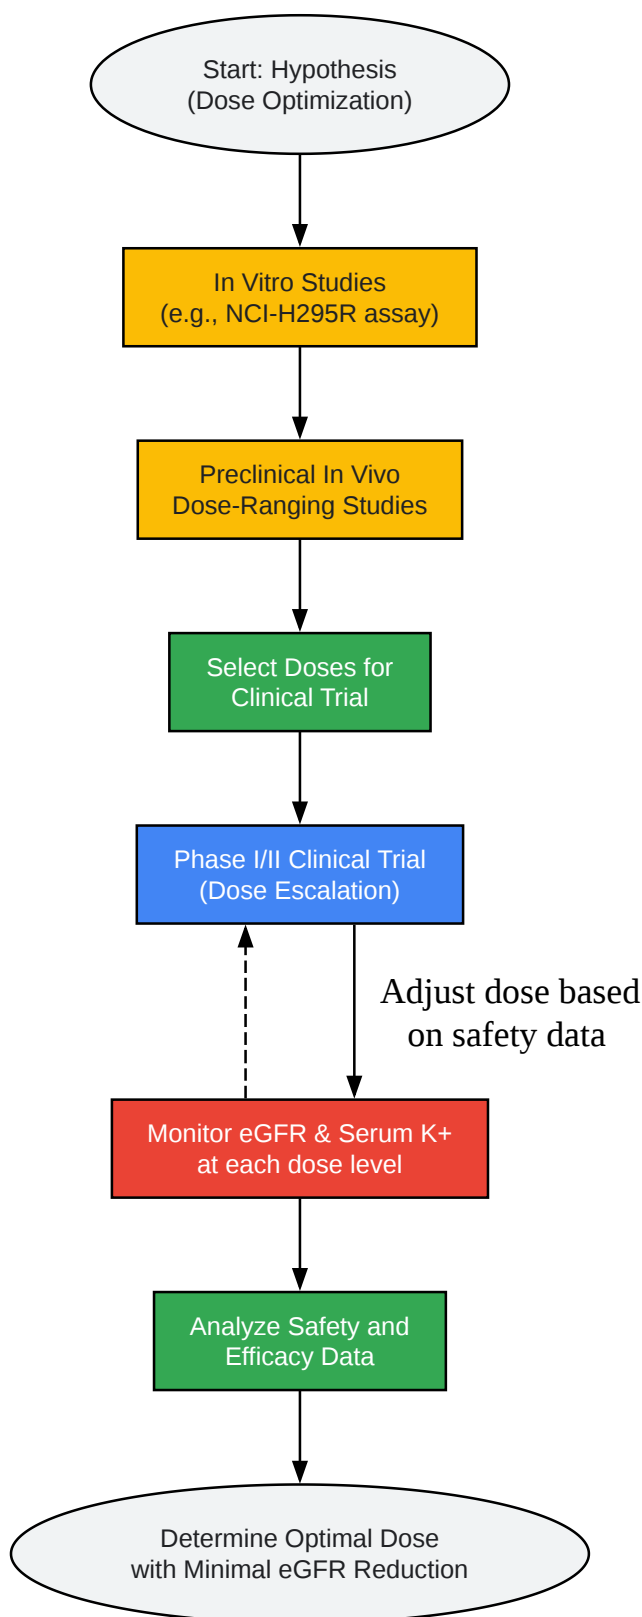 Start: Hypothesis
(Dose Optimization)
In Vitro Studies
(e.g., NCI-H295R assay)
Preclinical In Vivo
Dose-Ranging Studies
Select Doses for
Clinical Trial
Phase I/II Clinical Trial
(Dose Escalation)
Adjust dose based
on safety data
Monitor eGFR & Serum K+
at each dose level
Analyze Safety and
Efficacy Data
Determine Optimal Dose
with Minimal eGFR Reduction